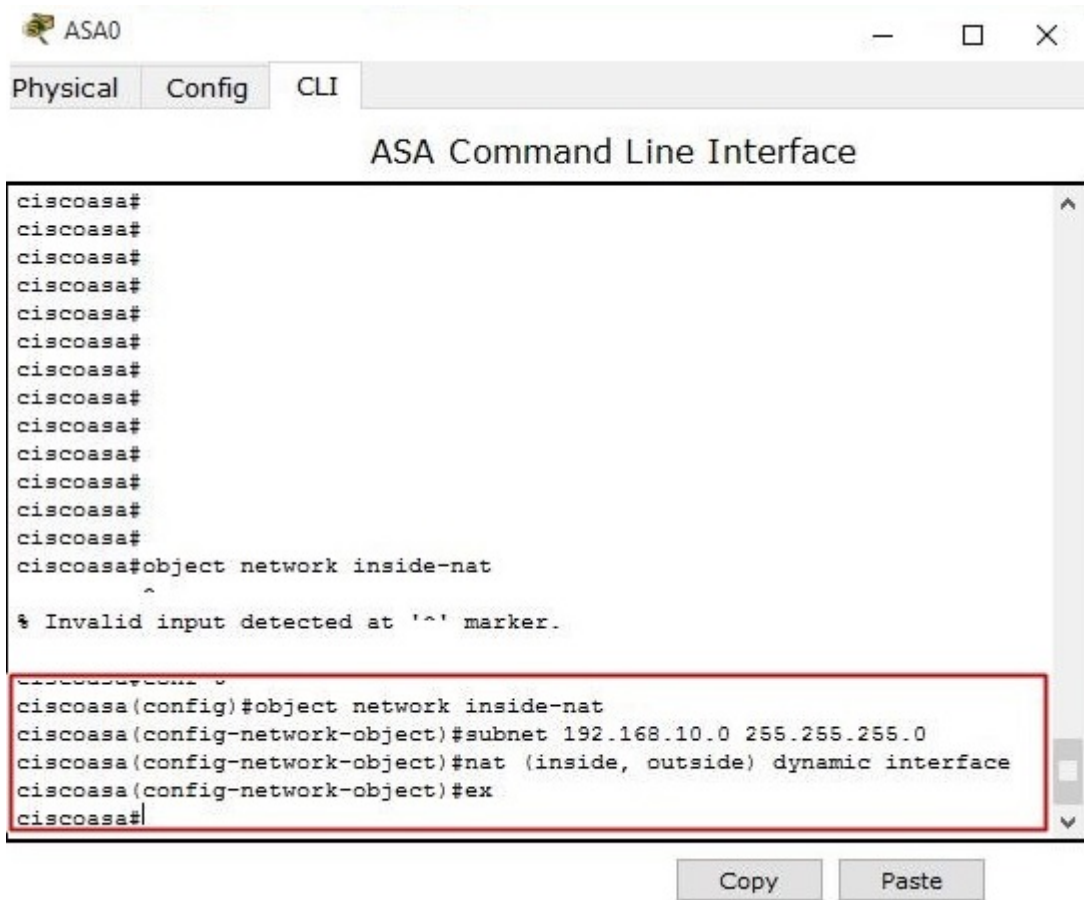 ASA0
Physical Config CLI
ASA Command Line Interface
ciscoasa#
ciscoasa#
ciscoasa#
ciscoasa#
ciscoasa#
ciscoasa#
ciscoasa#
ciscoasa#
ciscoasa#
ciscoasa#
ciscoasa#
ciscoasa#
ciscoasa#
ciscoasa#object network inside-nat
^
% Invalid input detected at '^' marker.
ciscoasa(config)#object network inside-nat
ciscoasa(config-network-object)#subnet 192.168.10.0 255.255.255.0
ciscoasa(config-network-object)#nat (inside, outside) dynamic interface
ciscoasa(config-network-object)#ex
ciscoasa#
Copy Paste